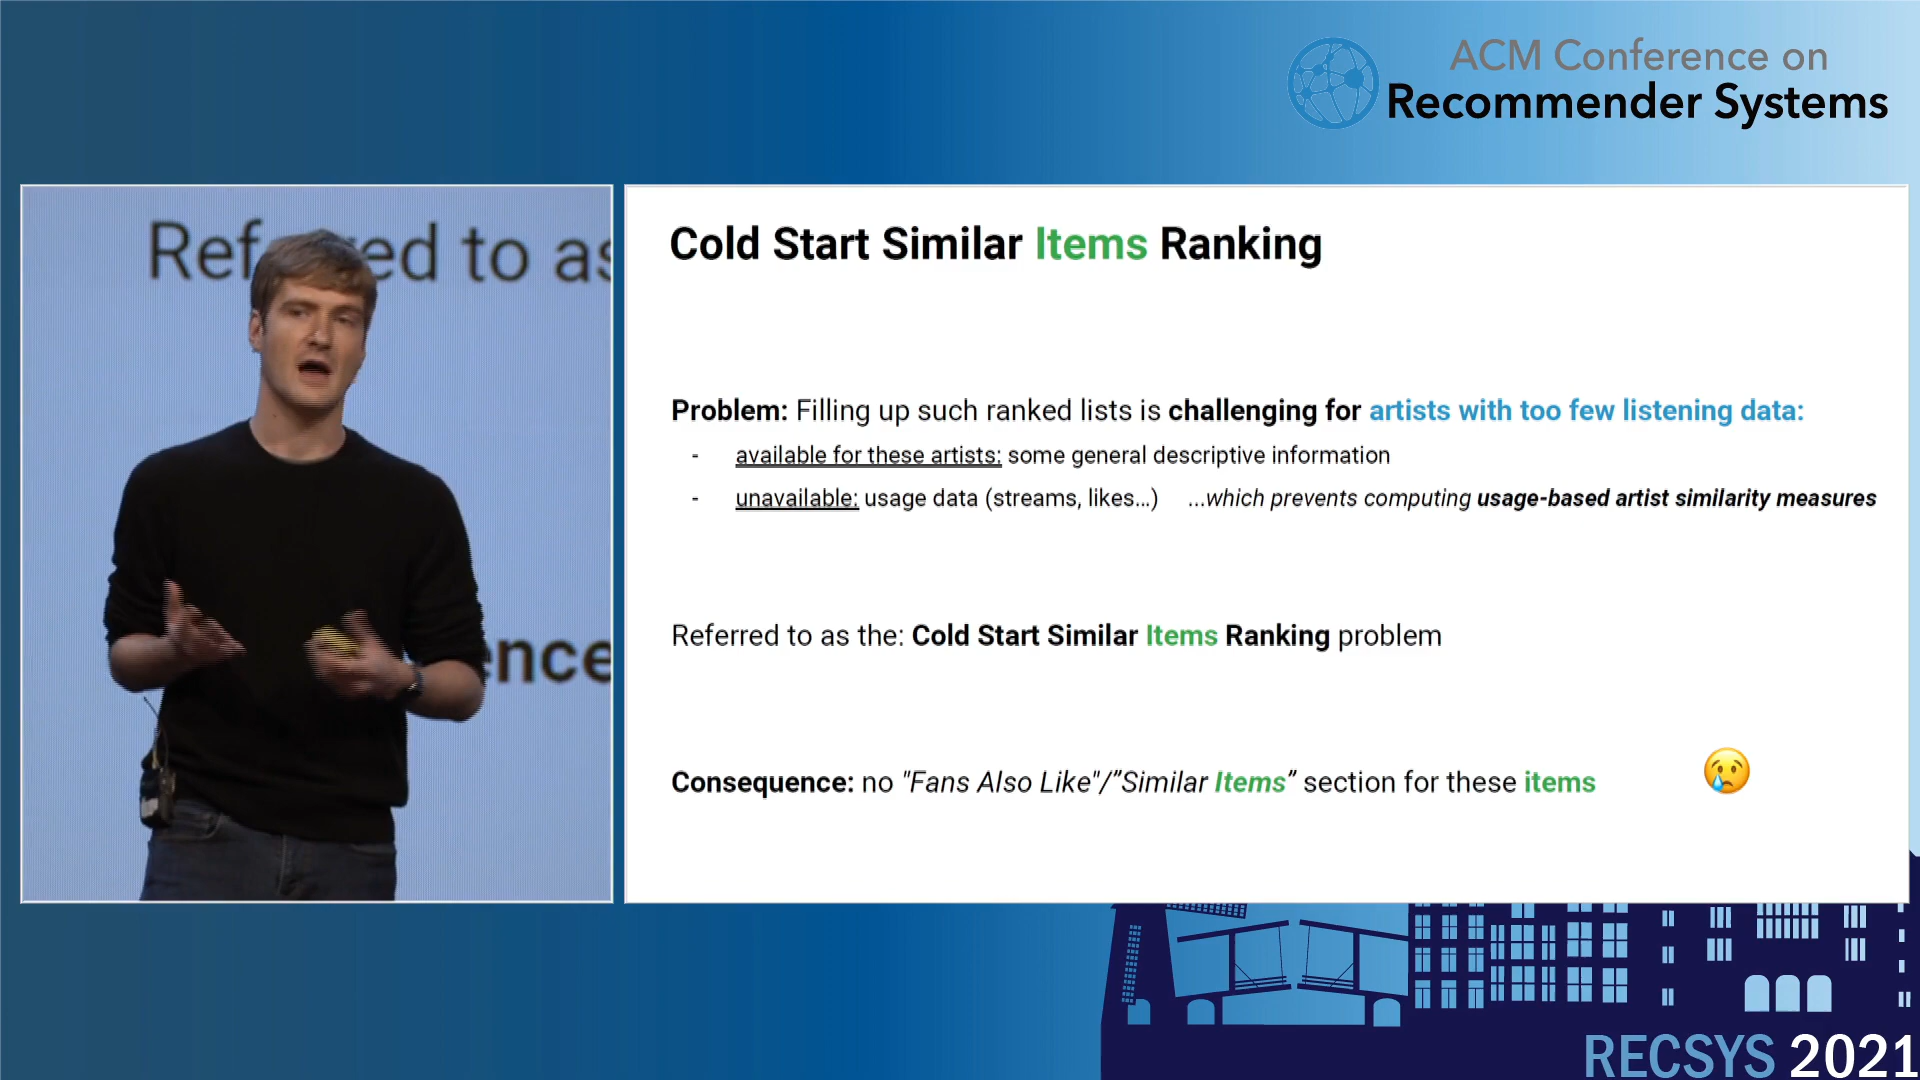 ACM Conference on
Recommender Systems
Referred to as
ence
Cold Start Similar Items Ranking
Problem: Filling up such ranked lists is challenging for artists with too few listening data:
- available for these artists: some general descriptive information
- unavailable: usage data (streams, likes...) ...which prevents computing usage-based artist similarity measures
Referred to as the: Cold Start Similar Items Ranking problem
Consequence: no "Fans Also Like"/"Similar Items" section for these items
RECSYS 2021